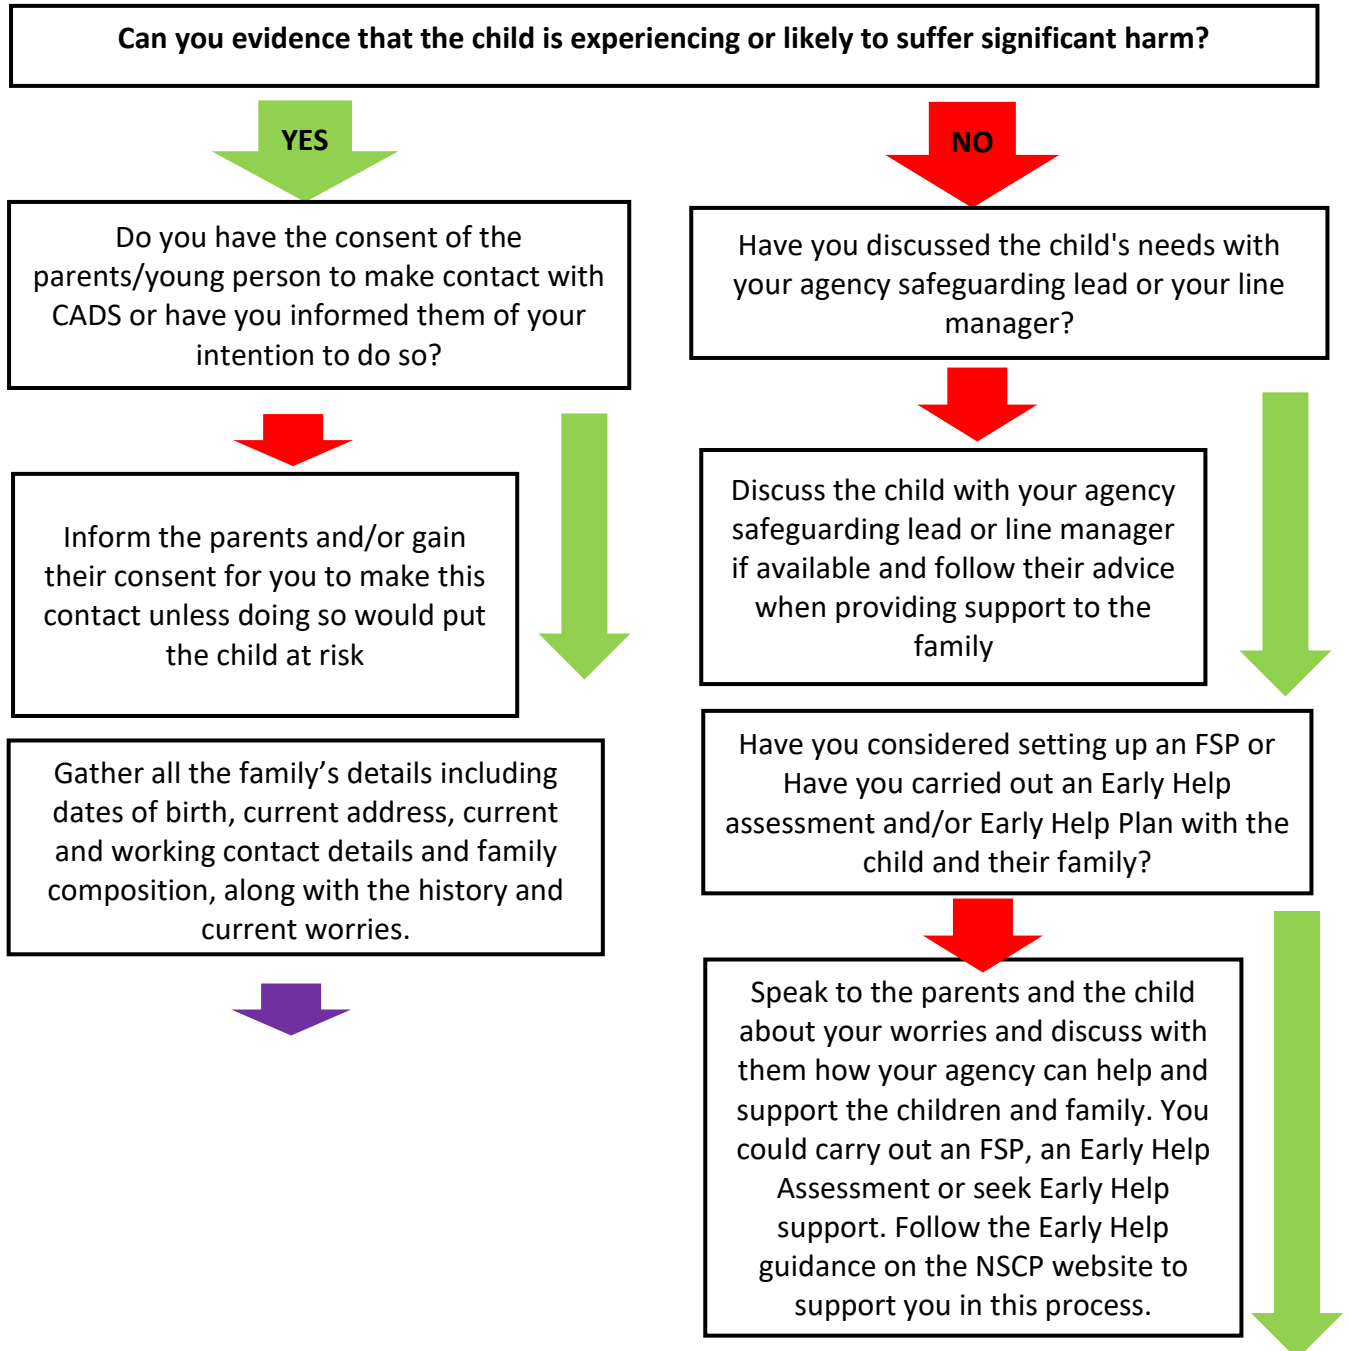 Can you evidence that the child is experiencing or likely to suffer significant harm?
YES
NO
Do you have the consent of the
parents/young person to make contact with
CADS or have you informed them of your
intention to do so?
Have you discussed the child's needs with
your agency safeguarding lead or your line
manager?
Inform the parents and/or gain
their consent for you to make this
contact unless doing so would put
the child at risk
Discuss the child with your agency
safeguarding lead or line manager
if available and follow their advice
when providing support to the
family
Gather all the family’s details including
dates of birth, current address, current
and working contact details and family
composition, along with the history and
current worries.
Have you considered setting up an FSP or
Have you carried out an Early Help
assessment and/or Early Help Plan with the
child and their family?
Speak to the parents and the child
about your worries and discuss with
them how your agency can help and
support the children and family. You
could carry out an FSP, an Early Help
Assessment or seek Early Help
support. Follow the Early Help
guidance on the NSCP website to
support you in this process.